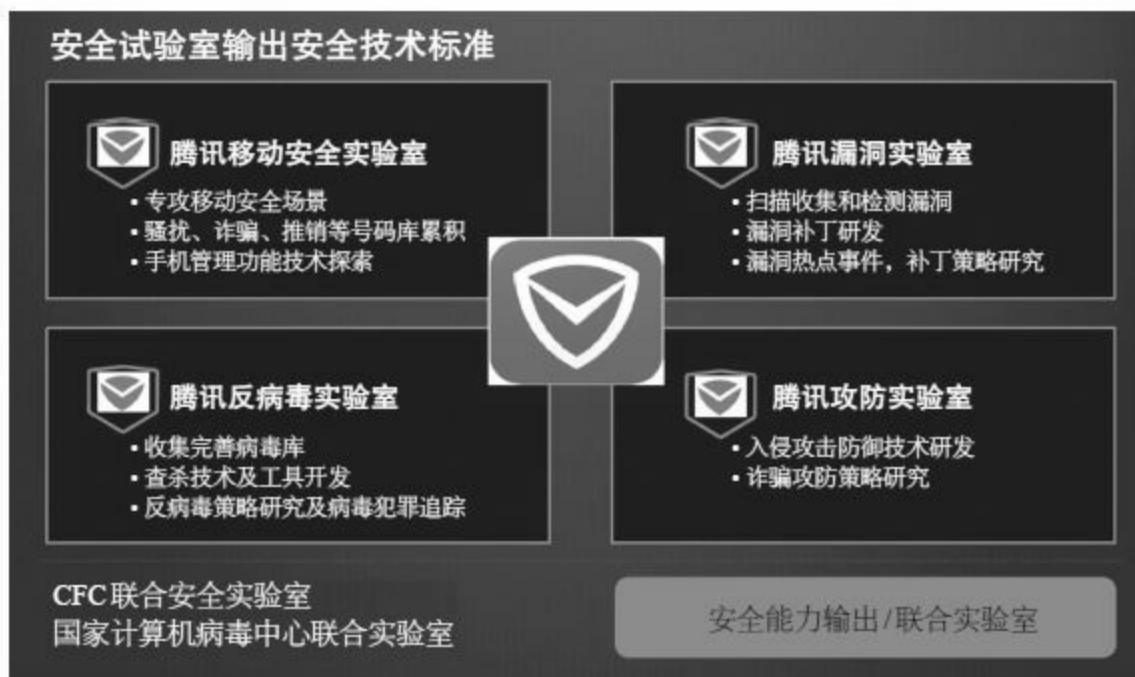 安全试验室输出安全技术标准
腾讯移动安全实验室
• 专攻移动安全场景
• 骚扰、诈骗、推销等号码库累积
• 手机管理功能技术探索
腾讯漏洞实验室
• 扫描收集和检测漏洞
• 漏洞补丁研发
• 漏洞热点事件，补丁策略研究
腾讯反病毒实验室
• 收集完善病毒库
• 查杀技术及工具开发
• 反病毒策略研究及病毒犯罪追踪
腾讯攻防实验室
• 入侵攻击防御技术研发
• 诈骗攻防策略研究
CFC联合安全实验室
国家计算机病毒中心联合实验室
安全能力输出/联合实验室